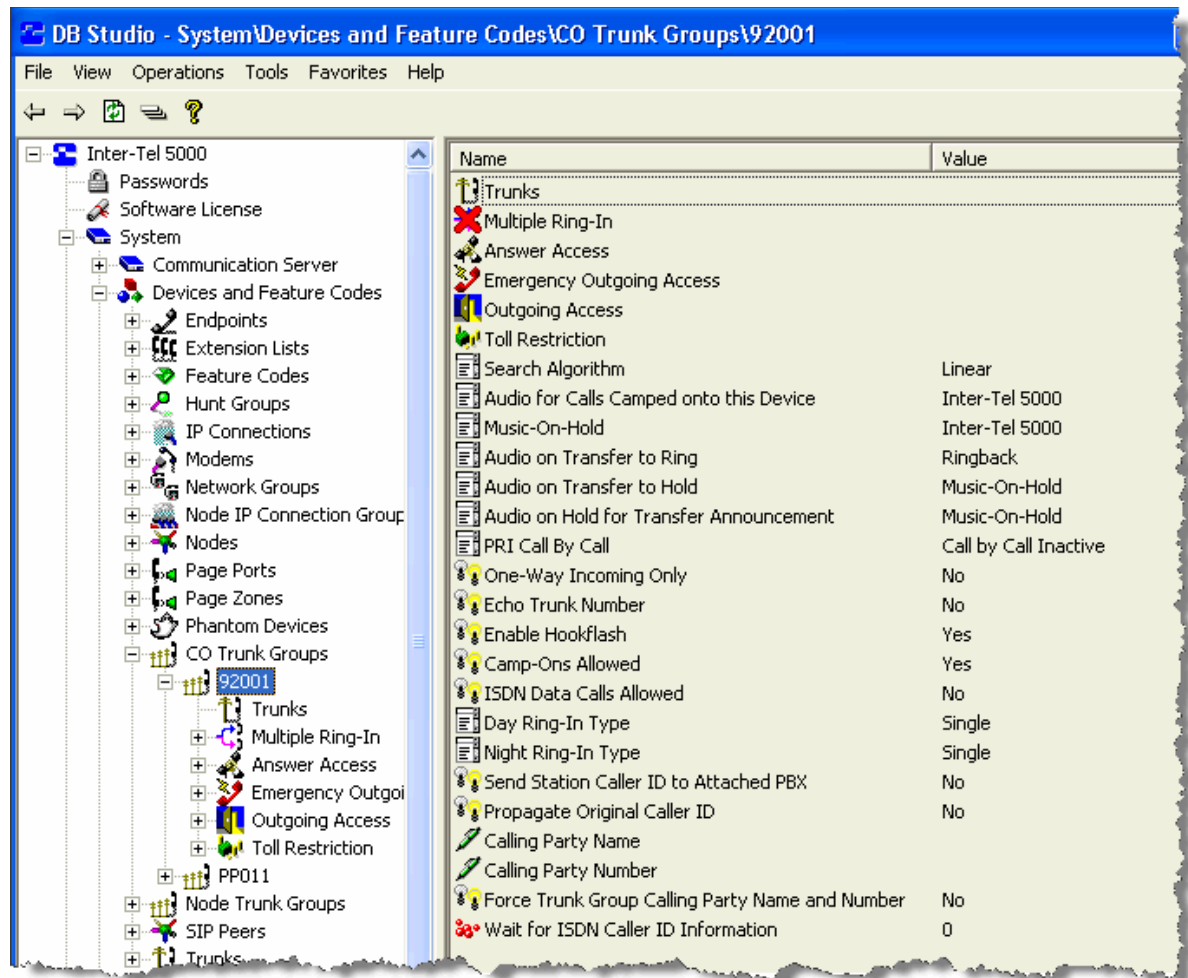 DB Studio - System\Devices and Feature Codes\CO Trunk Groups\92001
File View Operations Tools Favorites Help
Inter-Tel 5000
Passwords
Software License
System
Communication Server
Devices and Feature Codes
Endpoints
Extension Lists
Feature Codes
Hunt Groups
IP Connections
Modems
Network Groups
Node IP Connection Group
Nodes
Page Ports
Page Zones
Phantom Devices
CO Trunk Groups
92001
Trunks
Multiple Ring-In
Answer Access
Emergency Outgoi
Outgoing Access
Toll Restriction
PP011
Node Trunk Groups
SIP Peers
Trunks
Name Value
Trunks
Multiple Ring-In
Answer Access
Emergency Outgoing Access
Outgoing Access
Toll Restriction
Search Algorithm Linear
Audio for Calls Camped onto this Device Inter-Tel 5000
Music-On-Hold Inter-Tel 5000
Audio on Transfer to Ring Ringback
Audio on Transfer to Hold Music-On-Hold
Audio on Hold for Transfer Announcement Music-On-Hold
PRI Call By Call Call by Call Inactive
One-Way Incoming Only No
Echo Trunk Number No
Enable Hookflash Yes
Camp-Ons Allowed Yes
ISDN Data Calls Allowed No
Day Ring-In Type Single
Night Ring-In Type Single
Send Station Caller ID to Attached PBX No
Propagate Original Caller ID No
Calling Party Name
Calling Party Number
Force Trunk Group Calling Party Name and Number No
Wait for ISDN Caller ID Information 0